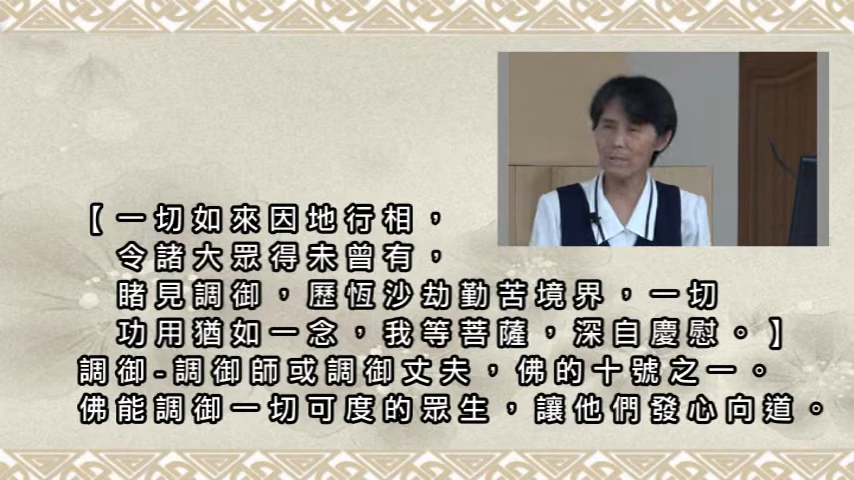 【一切如來因地行相，
令諸大眾得未曾有，
睹見調御，歷恆沙劫勤苦境界，一切
功用猶如一念，我等菩薩，深自慶慰。】
調御-調御師或調御丈夫，佛的十號之一。
佛能調御一切可度的眾生，讓他們發心向道。